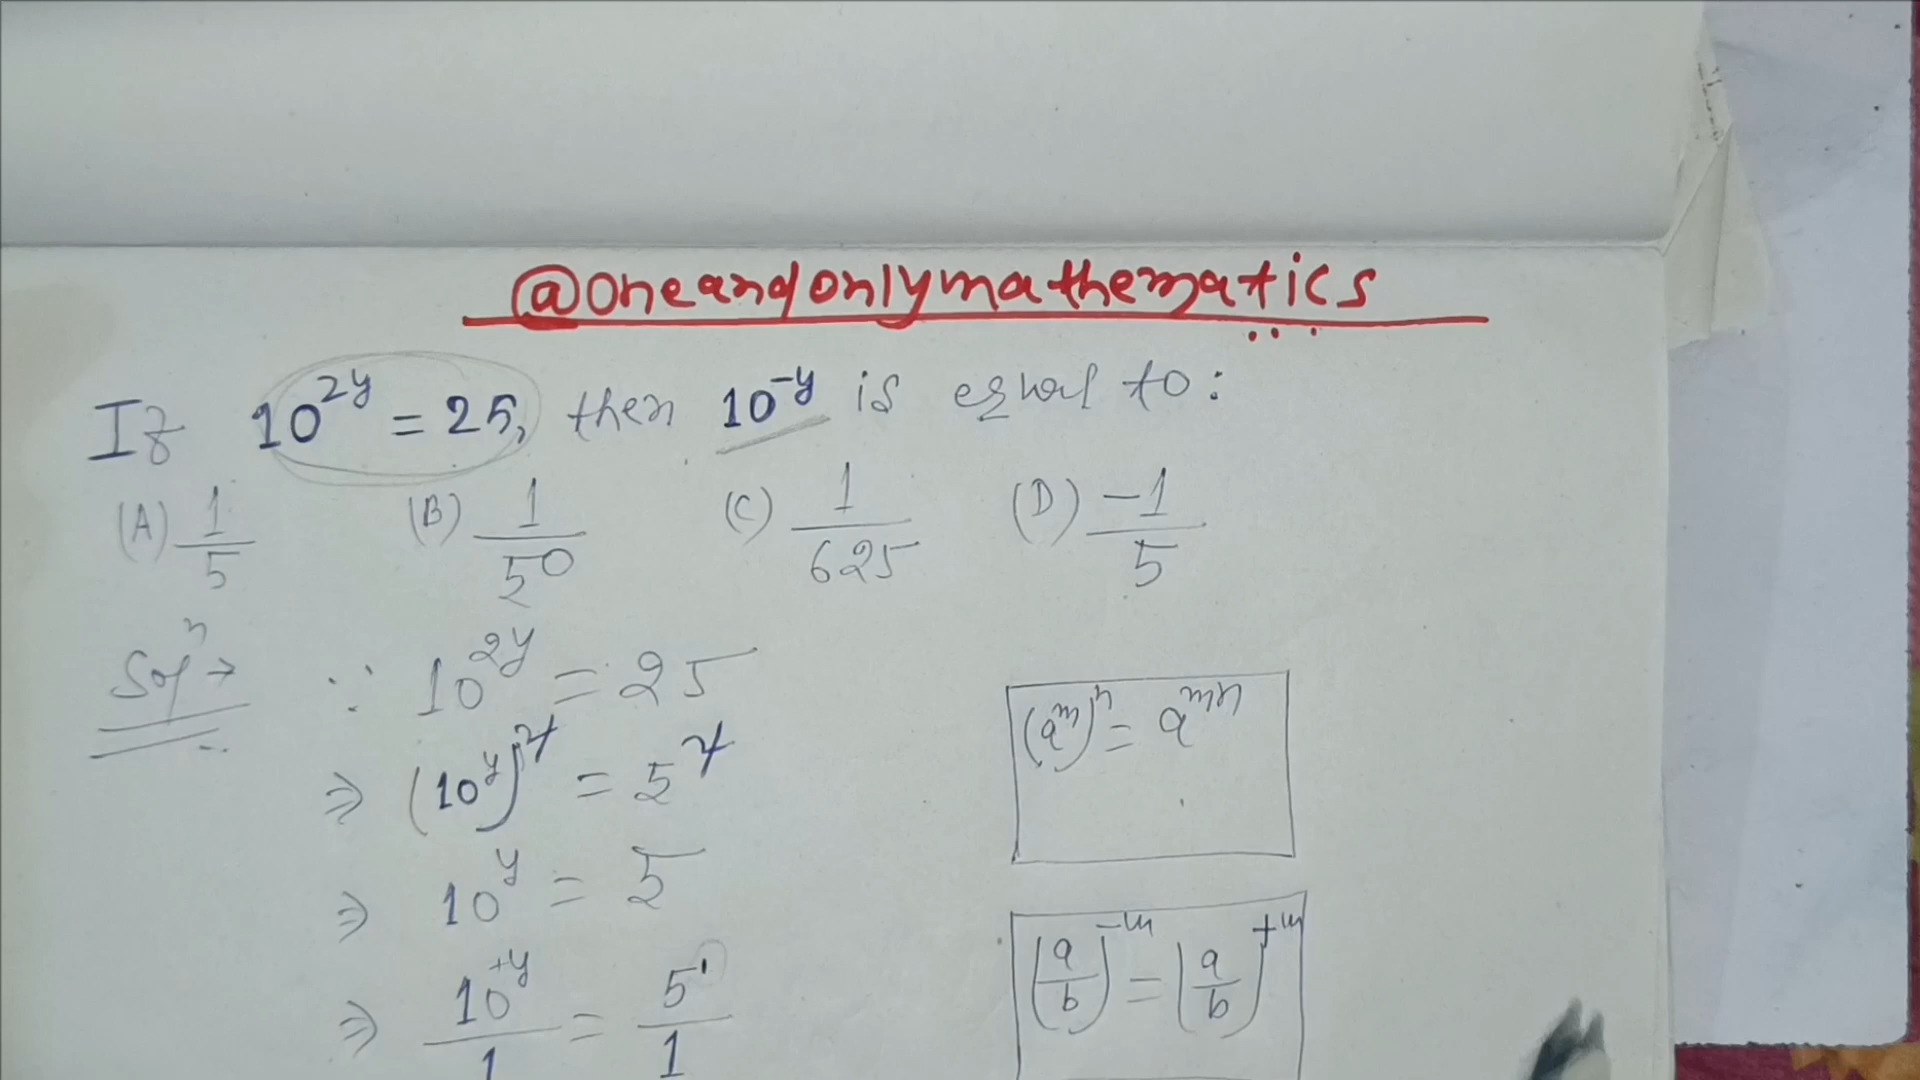 @oneandonlymathematics
If 10^{2y} = 25, then 10^{-y} is equal to:
(A) 1/5 (B) 1/50 (C) 1/625 (D) -1/5
Solⁿ → ∵ 10^{2y} = 25
⇒ (10^y)^2 = 5^2
(a^m)^n = a^{mn}
⇒ 10^y = 5
⇒ 10^{+y}/1 = 5^1/1
(a/b)^{-m} = (a/b)^{+m}